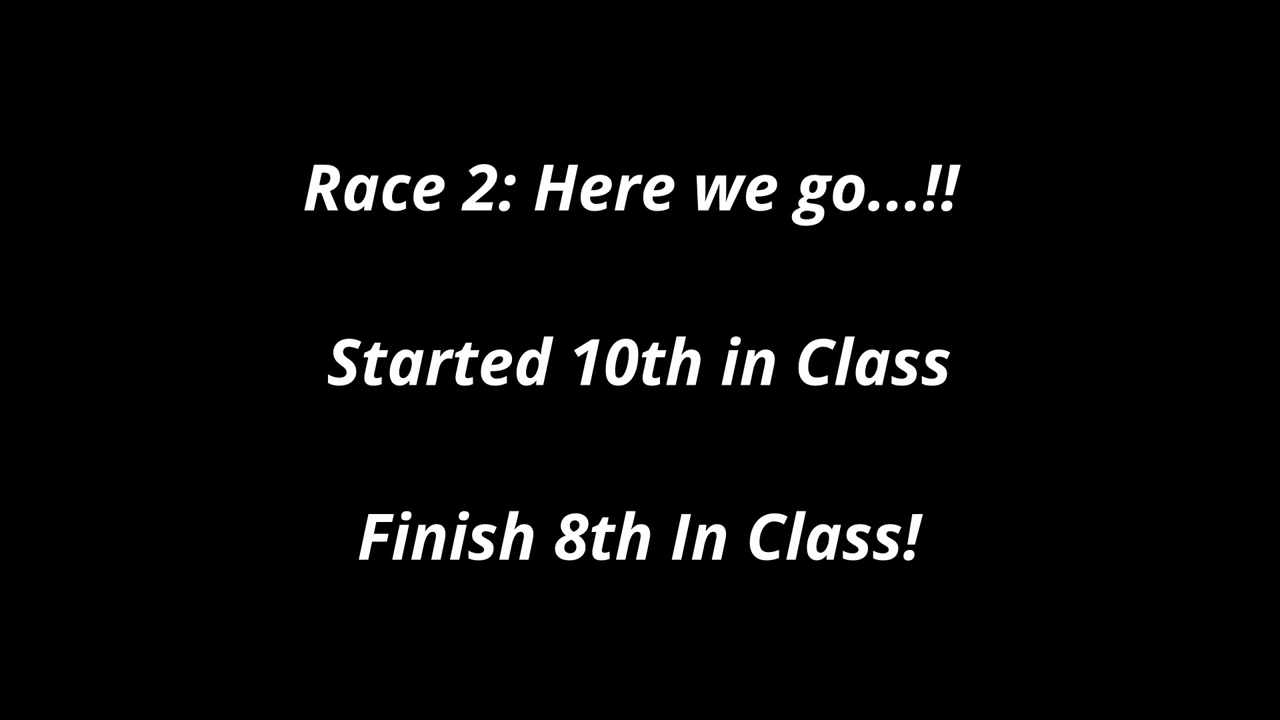 Race 2: Here we go...!!
Started 10th in Class
Finish 8th In Class!